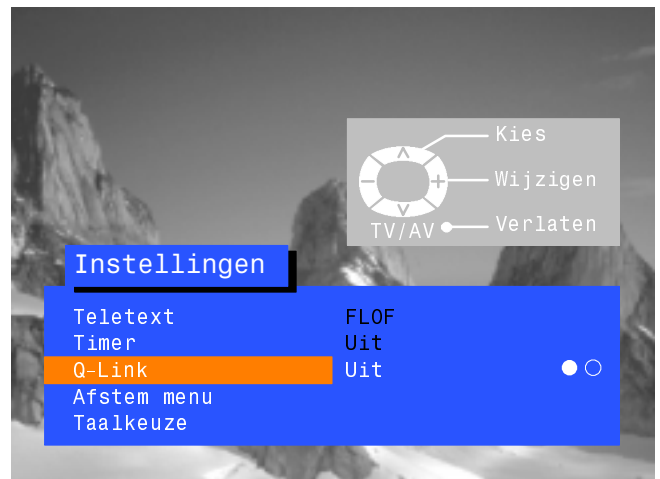 Kies
Wijzigen
TV/AV Verlaten
Instellingen
Teletext FLOF
Timer Uit
Q-Link Uit
Afstem menu
Taalkeuze